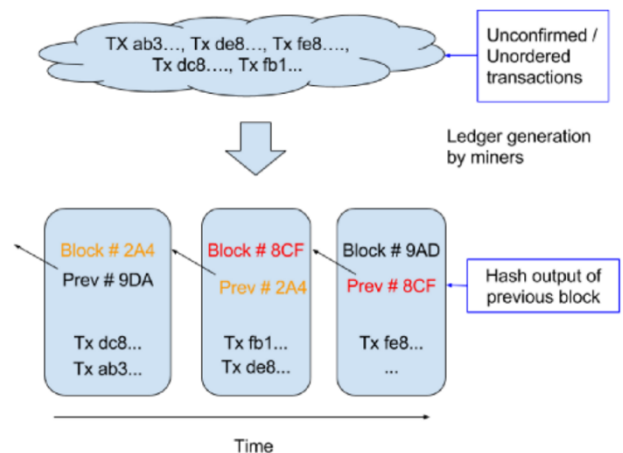 TX ab3…, Tx de8…, Tx fe8….,
Tx dc8…., Tx fb1...
Unconfirmed /
Unordered
transactions
Ledger generation
by miners
Block # 2A4
Prev # 9DA
Tx dc8...
Tx ab3...
Block # 8CF
Prev # 2A4
Tx fb1...
Tx de8...
Block # 9AD
Prev # 8CF
Tx fe8...
...
Hash output of
previous block
Time